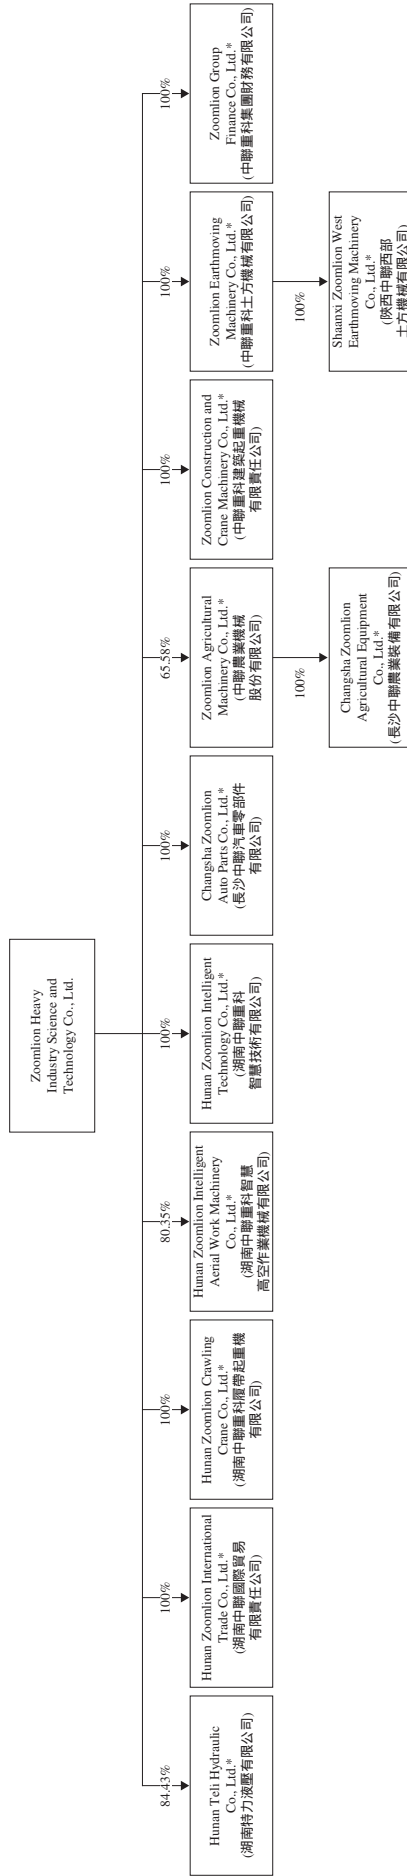 Zoomlion Heavy
Industry Science and
Technology Co., Ltd.
84.43%
100%
100%
80.35%
100%
100%
65.58%
100%
100%
100%
Hunan Teli Hydraulic
Co., Ltd.*
(湖南特力液壓有限公司)
Hunan Zoomlion International
Trade Co., Ltd.*
(湖南中聯國際貿易
有限責任公司)
Hunan Zoomlion Crawling
Crane Co., Ltd.*
(湖南中聯重科履帶起重機
有限公司)
Hunan Zoomlion Intelligent
Aerial Work Machinery
Co., Ltd.*
(湖南中聯重科智慧
高空作業機械有限公司)
Hunan Zoomlion Intelligent
Technology Co., Ltd.*
(湖南中聯重科
智慧技術有限公司)
Changsha Zoomlion
Auto Parts Co., Ltd.*
(長沙中聯汽車零部件
有限公司)
Zoomlion Agricultural
Machinery Co., Ltd.*
(中聯農業機械
股份有限公司)
Zoomlion Construction and
Crane Machinery Co., Ltd.*
(中聯重科建築起重機械
有限責任公司)
Zoomlion Earthmoving
Machinery Co., Ltd.*
(中聯重科土方機械有限公司)
Zoomlion Group
Finance Co., Ltd.*
(中聯重科集團財務有限公司)
100%
100%
Changsha Zoomlion
Agricultural Equipment
Co., Ltd.*
(長沙中聯農業裝備有限公司)
Shaanxi Zoomlion West
Earthmoving Machinery
Co., Ltd.*
(陝西中聯西部
土方機械有限公司)